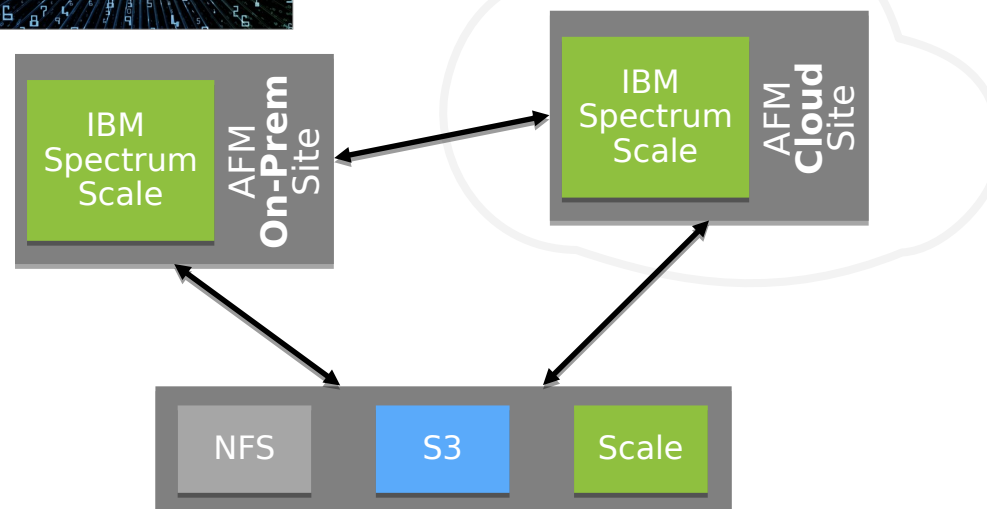 IBM
Spectrum
Scale
AFM
On-Prem
Site
IBM
Spectrum
Scale
AFM
Cloud
Site
NFS
S3
Scale